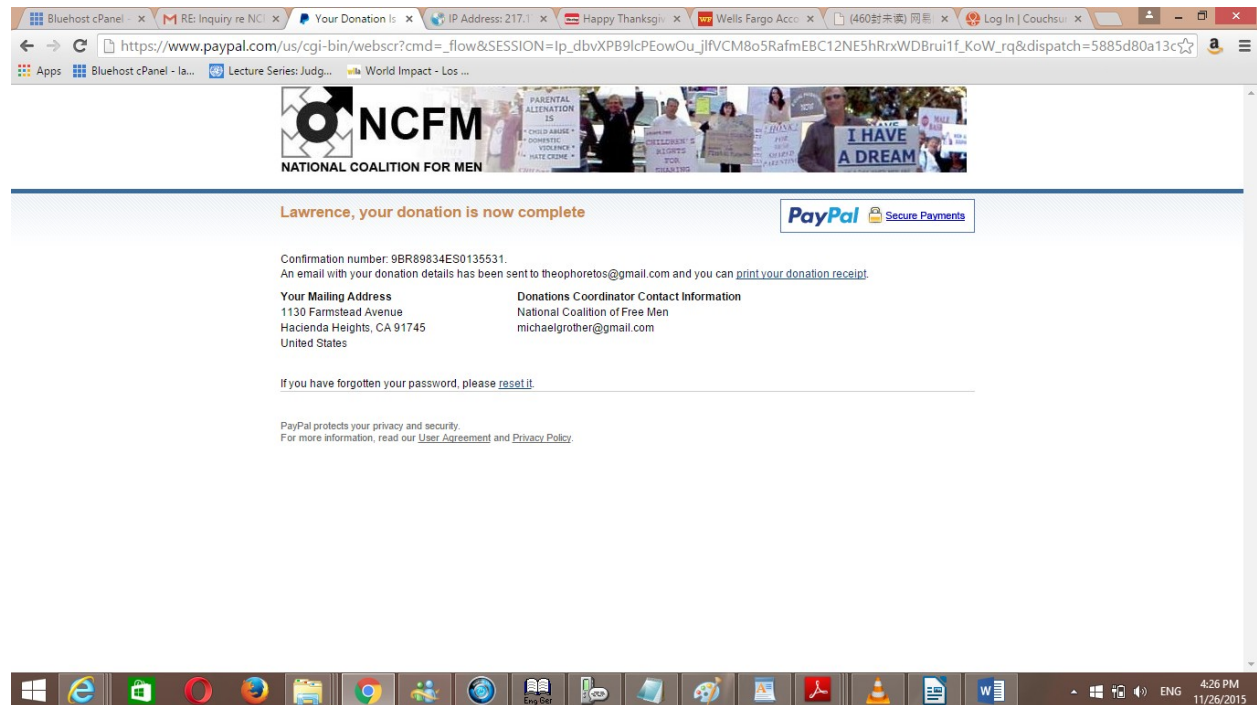 Bluehost cPanel -
RE: Inquiry re NCF
Your Donation Is
IP Address: 217.1
Happy Thanksgiv
Wells Fargo Acco
(460封未读) 网易
Log In | Couchsur
https://www.paypal.com/us/cgi-bin/webscr?cmd=_flow&SESSION=
Apps Bluehost cPanel - la... Lecture Series: Judg... World Impact - Los ...
NCFM
NATIONAL COALITION FOR MEN
PARENTAL
ALIENATION
IS
CHILD ABUSE
DOMESTIC
VIOLENCE
HATE CRIME
CHILDREN'S
RIGHTS
FOR
I HAVE
A DREAM
Lawrence, your donation is now complete
PayPal Secure Payments
Confirmation number: 9BR89834ES0135531.
An email with your donation details has been sent to theophoretos@gmail.com and you can print your donation receipt.
Your Mailing Address Donations Coordinator Contact Information
1130 Farmstead Avenue National Coalition of Free Men
Hacienda Heights, CA 91745 michaelgrother@gmail.com
United States
If you have forgotten your password, please reset it.
PayPal protects your privacy and security.
For more information, read our User Agreement and Privacy Policy.
Eng Ger
W
ENG
4:26 PM
11/26/2015